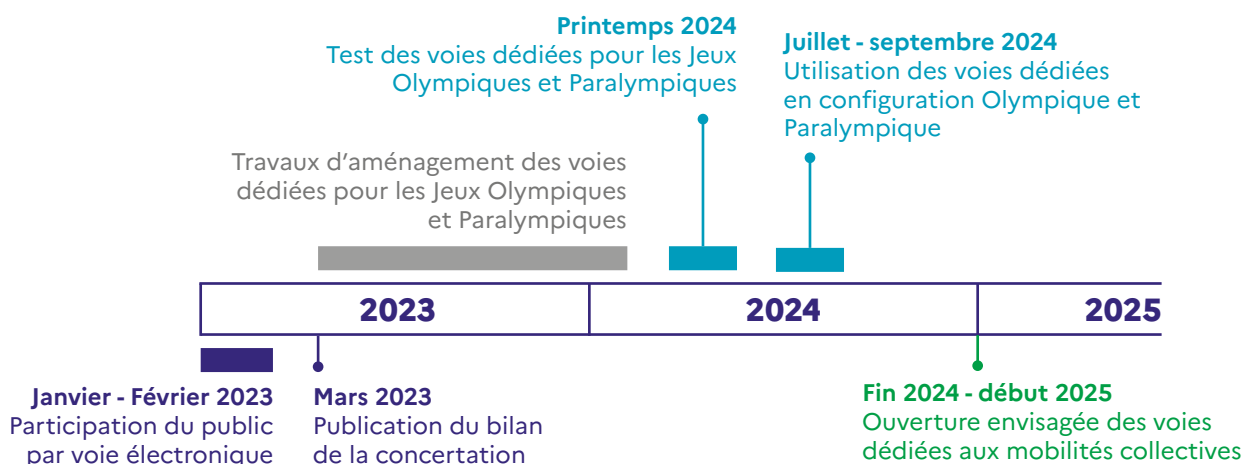 Printemps 2024
Test des voies dédiées pour les Jeux
Olympiques et Paralympiques
Juillet - septembre 2024
Utilisation des voies dédiées
en configuration Olympique et
Paralympique
Travaux d’aménagement des voies
dédiées pour les Jeux Olympiques
et Paralympiques
2023
2024
2025
Janvier - Février 2023
Participation du public
par voie électronique
Mars 2023
Publication du bilan
de la concertation
Fin 2024 - début 2025
Ouverture envisagée des voies
dédiées aux mobilités collectives